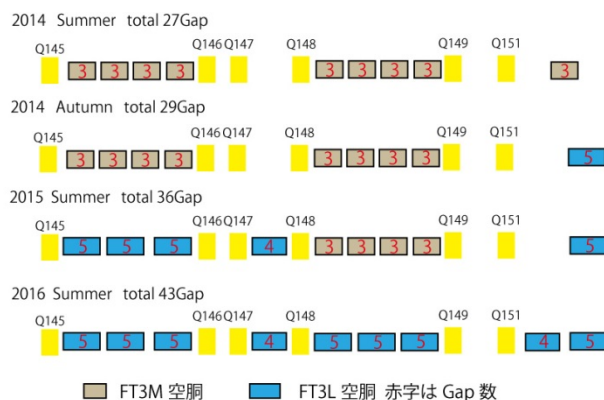 2014 Summer total 27Gap
Q145 Q146 Q147 Q148 Q149 Q151
3 3 3 3 3 3 3 3 3
2014 Autumn total 29Gap
Q145 Q146 Q147 Q148 Q149 Q151
3 3 3 3 3 3 3 3 5
2015 Summer total 36Gap
Q145 Q146 Q147 Q148 Q149 Q151
5 5 5 4 3 3 3 3 5
2016 Summer total 43Gap
Q145 Q146 Q147 Q148 Q149 Q151
5 5 5 4 5 5 5 4 5
FT3M 空胴 FT3L 空胴 赤字は Gap 数